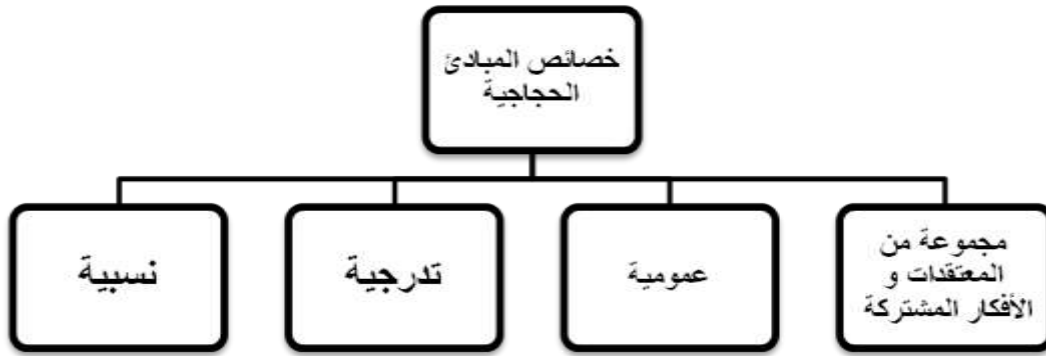 خصائص المبادئ
الحجاجية
مجموعة من
المعتقدات و
الأفكار المشتركة
عمومية
تدرجية
نسبية